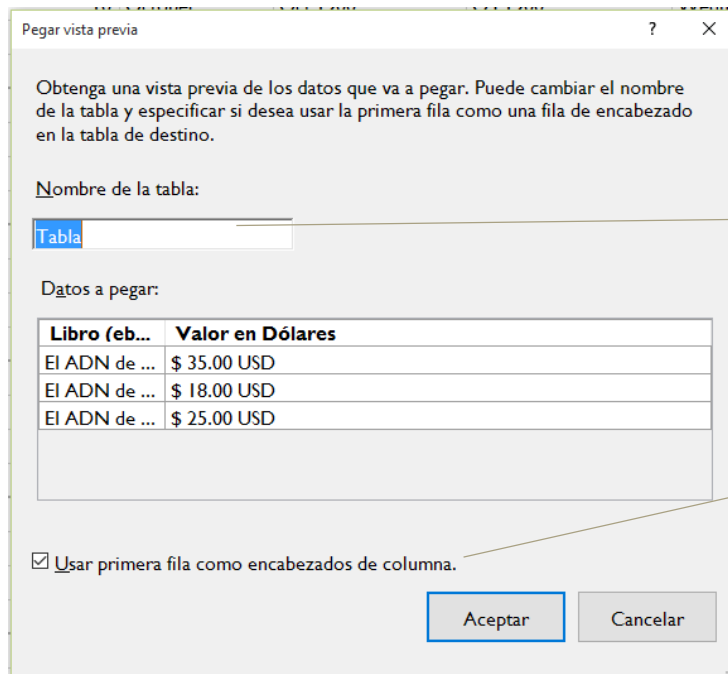 Pegar vista previa ? ×
Obtenga una vista previa de los datos que va a pegar. Puede cambiar el nombre
de la tabla y especificar si desea usar la primera fila como una fila de encabezado
en la tabla de destino.
Nombre de la tabla:
Tabla
Datos a pegar:
Libro (eb... Valor en Dólares
El ADN de ... $ 35.00 USD
El ADN de ... $ 18.00 USD
El ADN de ... $ 25.00 USD
Usar primera fila como encabezados de columna.
Aceptar Cancelar